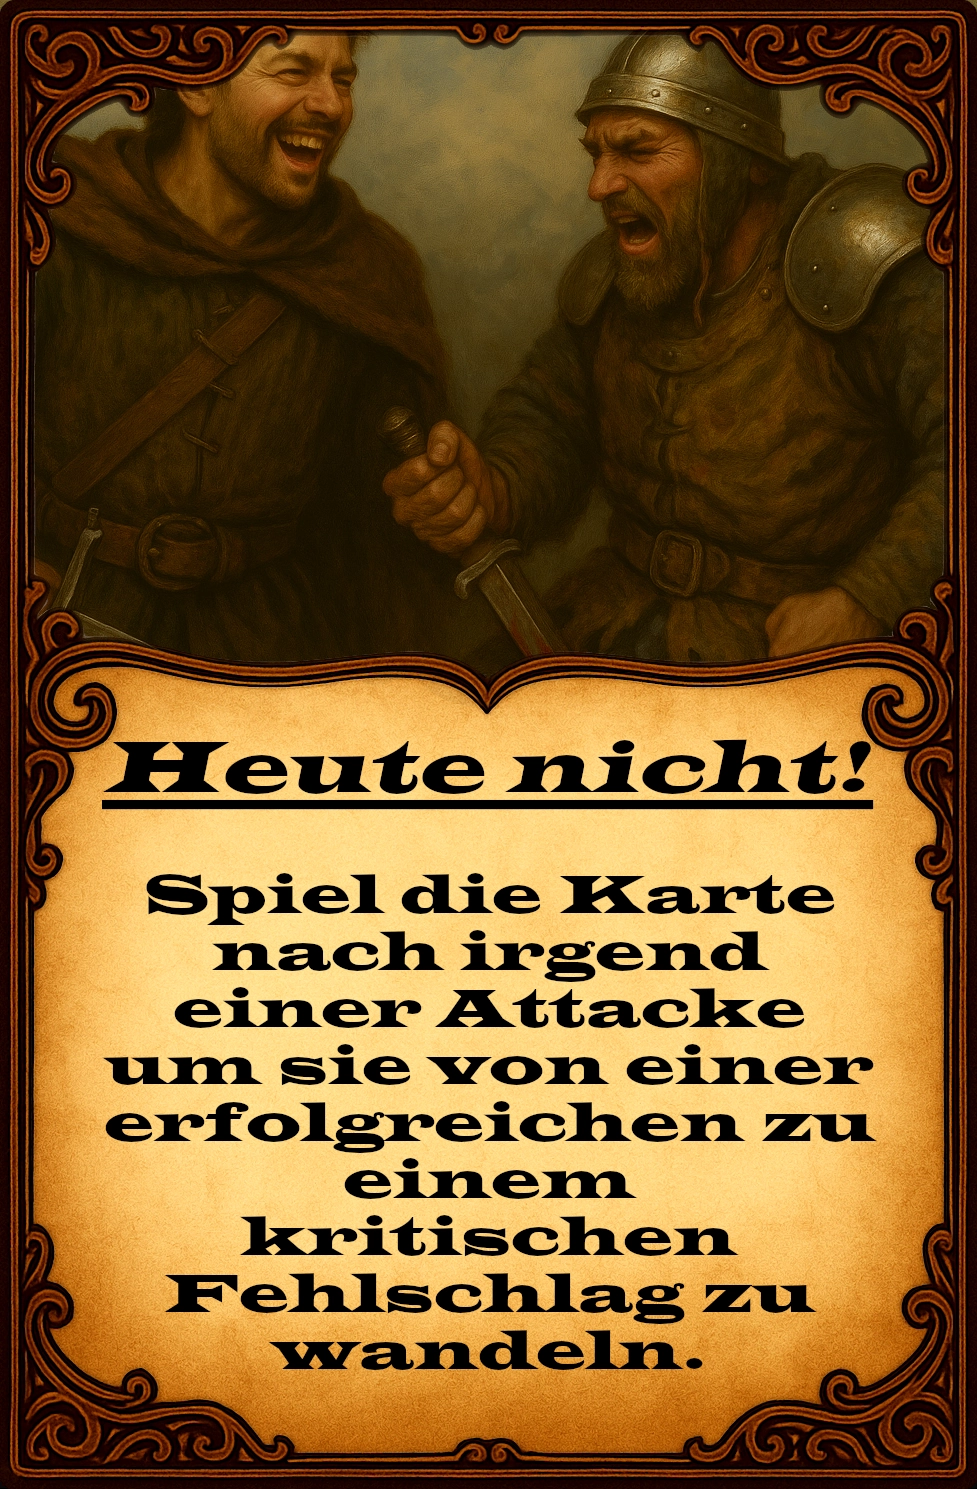 Heute nicht!
Spiel die Karte
nach irgend
einer Attacke
um sie von einer
erfolgreichen zu
einem
kritischen
Fehlschlag zu
wandeln.